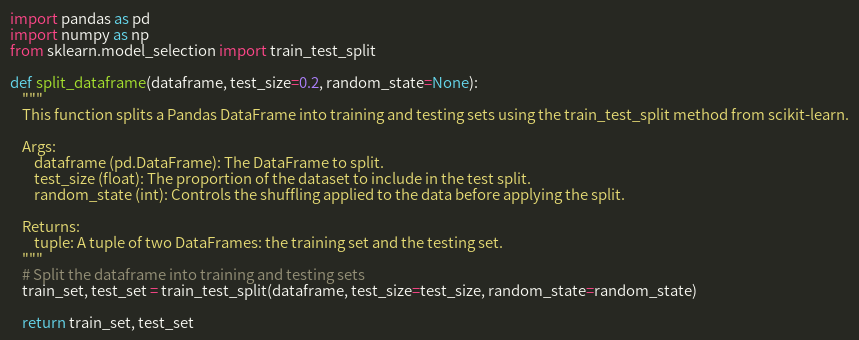 import pandas as pd
import numpy as np
from sklearn.model_selection import train_test_split

def split_dataframe(dataframe, test_size=0.2, random_state=None):
    """
    This function splits a Pandas DataFrame into training and testing sets using the train_test_split method from scikit-learn.

    Args:
        dataframe (pd.DataFrame): The DataFrame to split.
        test_size (float): The proportion of the dataset to include in the test split.
        random_state (int): Controls the shuffling applied to the data before applying the split.

    Returns:
        tuple: A tuple of two DataFrames: the training set and the testing set.
    """
    # Split the dataframe into training and testing sets
    train_set, test_set = train_test_split(dataframe, test_size=test_size, random_state=random_state)

    return train_set, test_set